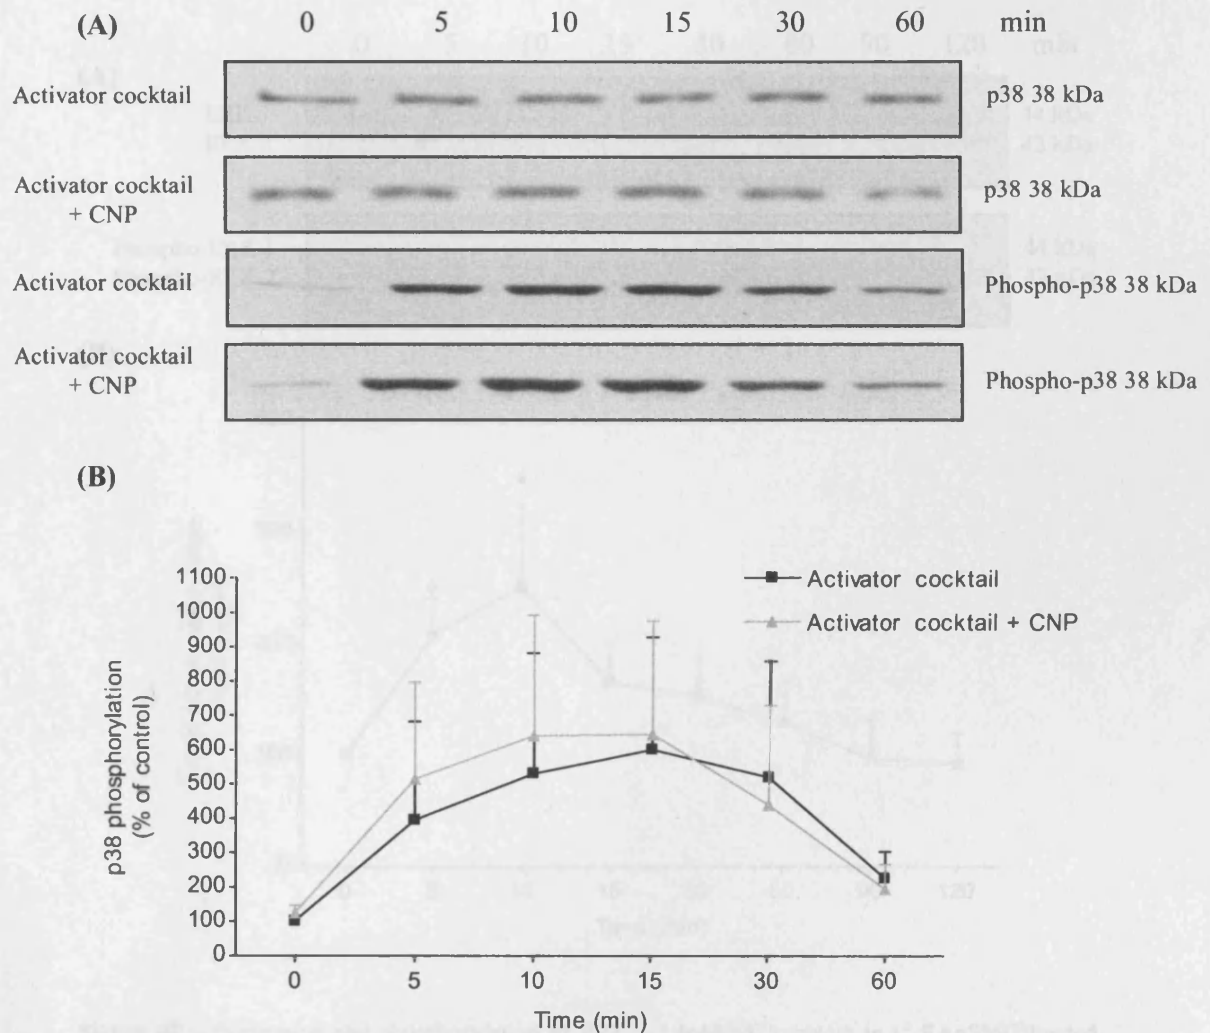 (A) 0 5 10 15 30 60 min
Activator cocktail p38 38 kDa
Activator cocktail
+ CNP p38 38 kDa
Activator cocktail Phospho-p38 38 kDa
Activator cocktail
+ CNP Phospho-p38 38 kDa
(B)
Activator cocktail
Activator cocktail + CNP
1100
1000
900
800
700
600
500
400
300
200
100
0
p38 phosphorylation
(% of control)
0 5 10 15 30 60
Time (min)